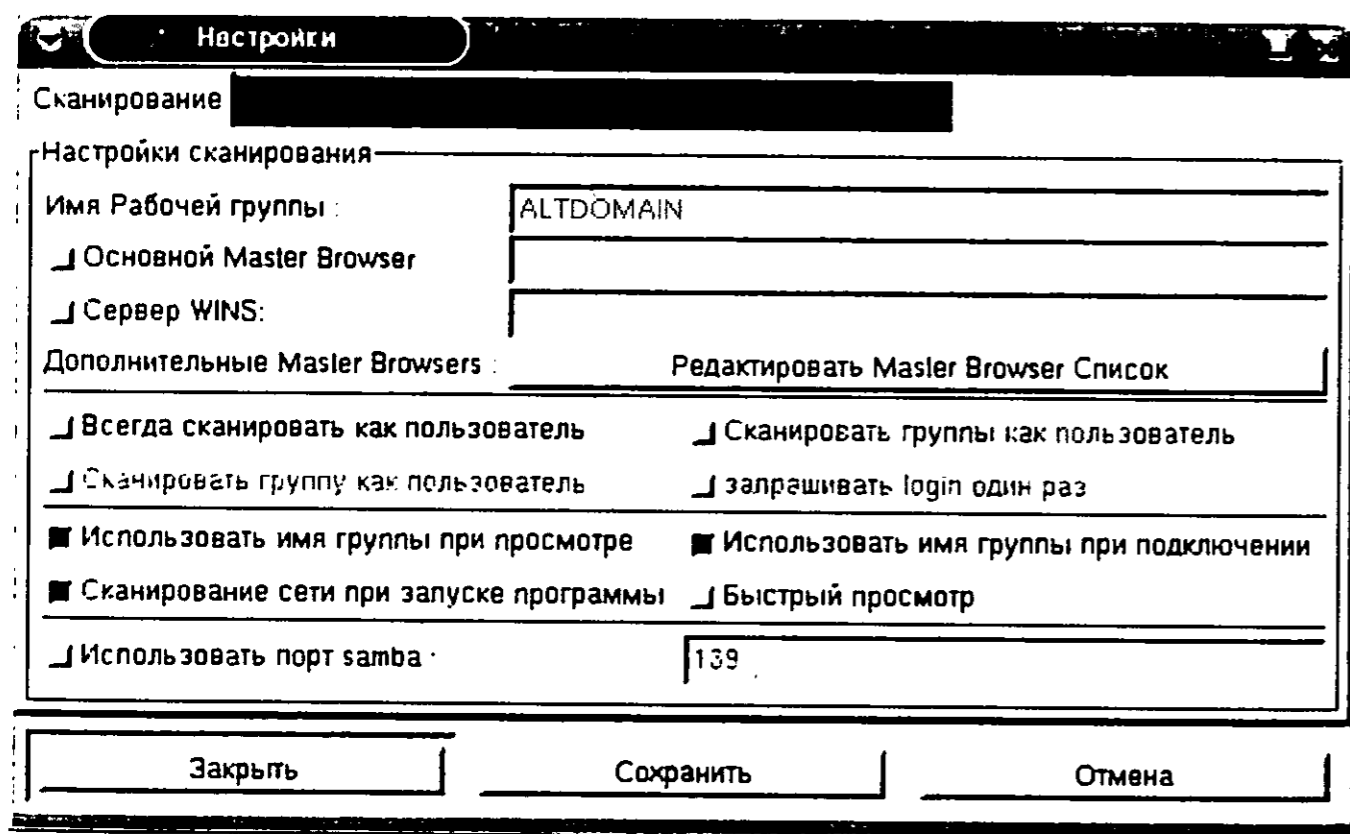 Настройки
Сканирование
Настройки сканирования
Имя Рабочей группы : ALTDOMAIN
Основной Master Browser
Сервер WINS:
Дополнительные Master Browsers : Редактировать Master Browser Список
Всегда сканировать как пользователь Сканировать группы как пользователь
Сканировать группу как пользователь запрашивать login один раз
Использовать имя группы при просмотре Использовать имя группы при подключении
Сканирование сети при запуске программы Быстрый просмотр
Использовать порт samba : 139
Закрыть Сохранить Отмена